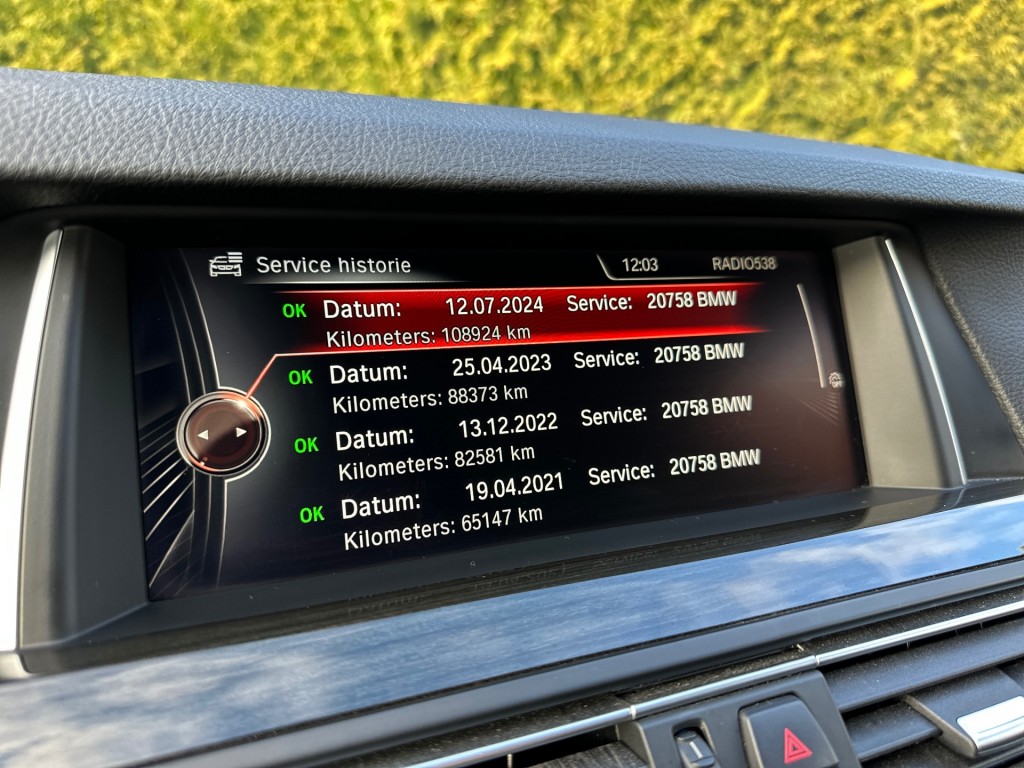 Service historie 12:03 RADIO538
OK Datum: 12.07.2024 Service: 20758 BMW
Kilometers: 108924 km
OK Datum: 25.04.2023 Service: 20758 BMW
Kilometers: 88373 km
OK Datum: 13.12.2022 Service: 20758 BMW
Kilometers: 82581 km
OK Datum: 19.04.2021 Service: 20758 BMW
Kilometers: 65147 km